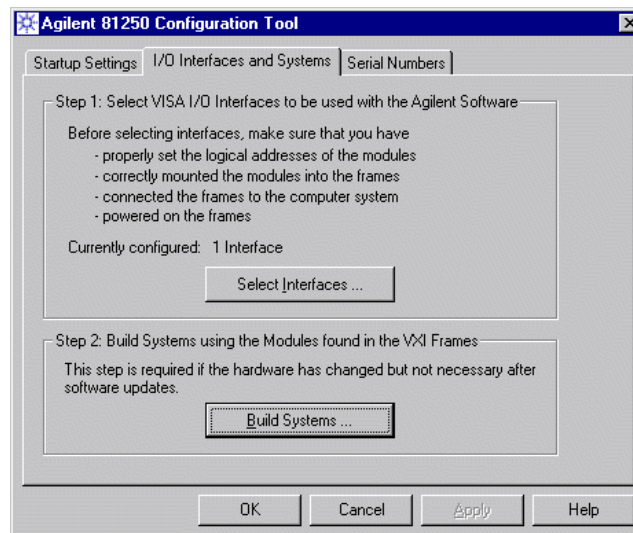 Agilent 81250 Configuration Tool
Startup Settings
I/O Interfaces and Systems
Serial Numbers
Step 1: Select VISA I/O Interfaces to be used with the Agilent Software
Before selecting interfaces, make sure that you have
- properly set the logical addresses of the modules
- correctly mounted the modules into the frames
- connected the frames to the computer system
- powered on the frames
Currently configured: 1 Interface
Select Interfaces ...
Step 2: Build Systems using the Modules found in the VXI Frames
This step is required if the hardware has changed but not necessary after
software updates.
Build Systems ...
OK
Cancel
Apply
Help